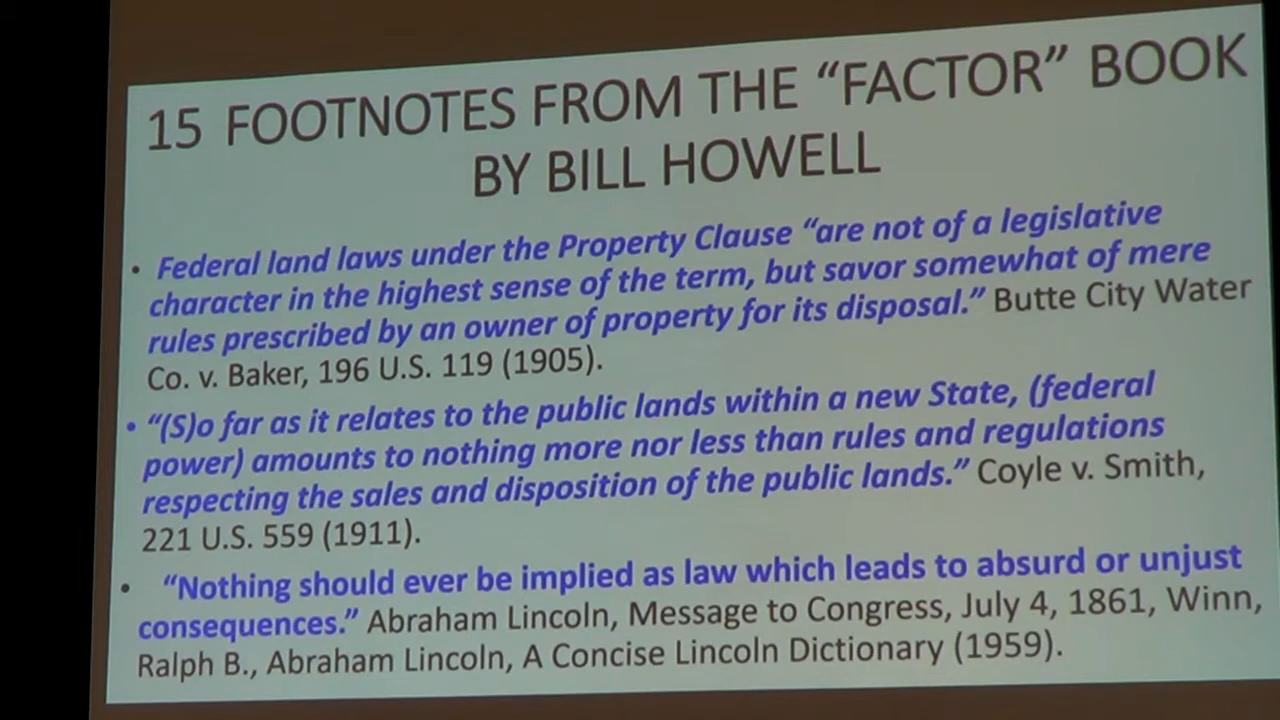 15 FOOTNOTES FROM THE “FACTOR” BOOK
BY BILL HOWELL
• Federal land laws under the Property Clause “are not of a legislative
character in the highest sense of the term, but savor somewhat of mere
rules prescribed by an owner of property for its disposal.” Butte City Water
Co. v. Baker, 196 U.S. 119 (1905).
• “(S)o far as it relates to the public lands within a new State, (federal
power) amounts to nothing more nor less than rules and regulations
respecting the sales and disposition of the public lands.” Coyle v. Smith,
221 U.S. 559 (1911).
• “Nothing should ever be implied as law which leads to absurd or unjust
consequences.” Abraham Lincoln, Message to Congress, July 4, 1861, Winn,
Ralph B., Abraham Lincoln, A Concise Lincoln Dictionary (1959).